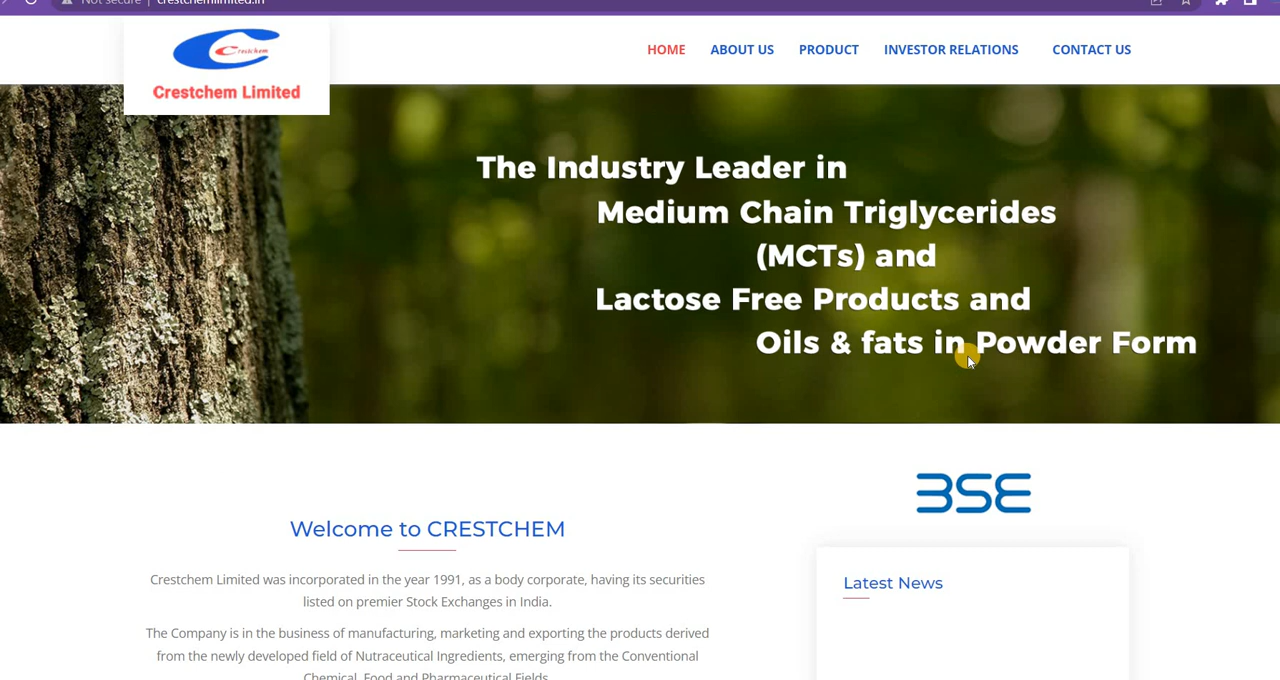 Not secure | crestchemlimited.in
Crestchem
Crestchem Limited
HOME ABOUT US PRODUCT INVESTOR RELATIONS CONTACT US
The Industry Leader in
Medium Chain Triglycerides
(MCTs) and
Lactose Free Products and
Oils & fats in Powder Form
BSE
Welcome to CRESTCHEM
Crestchem Limited was incorporated in the year 1991, as a body corporate, having its securities
listed on premier Stock Exchanges in India.
The Company is in the business of manufacturing, marketing and exporting the products derived
from the newly developed field of Nutraceutical Ingredients, emerging from the Conventional
Chemical, Food and Pharmaceutical Fields.
Latest News